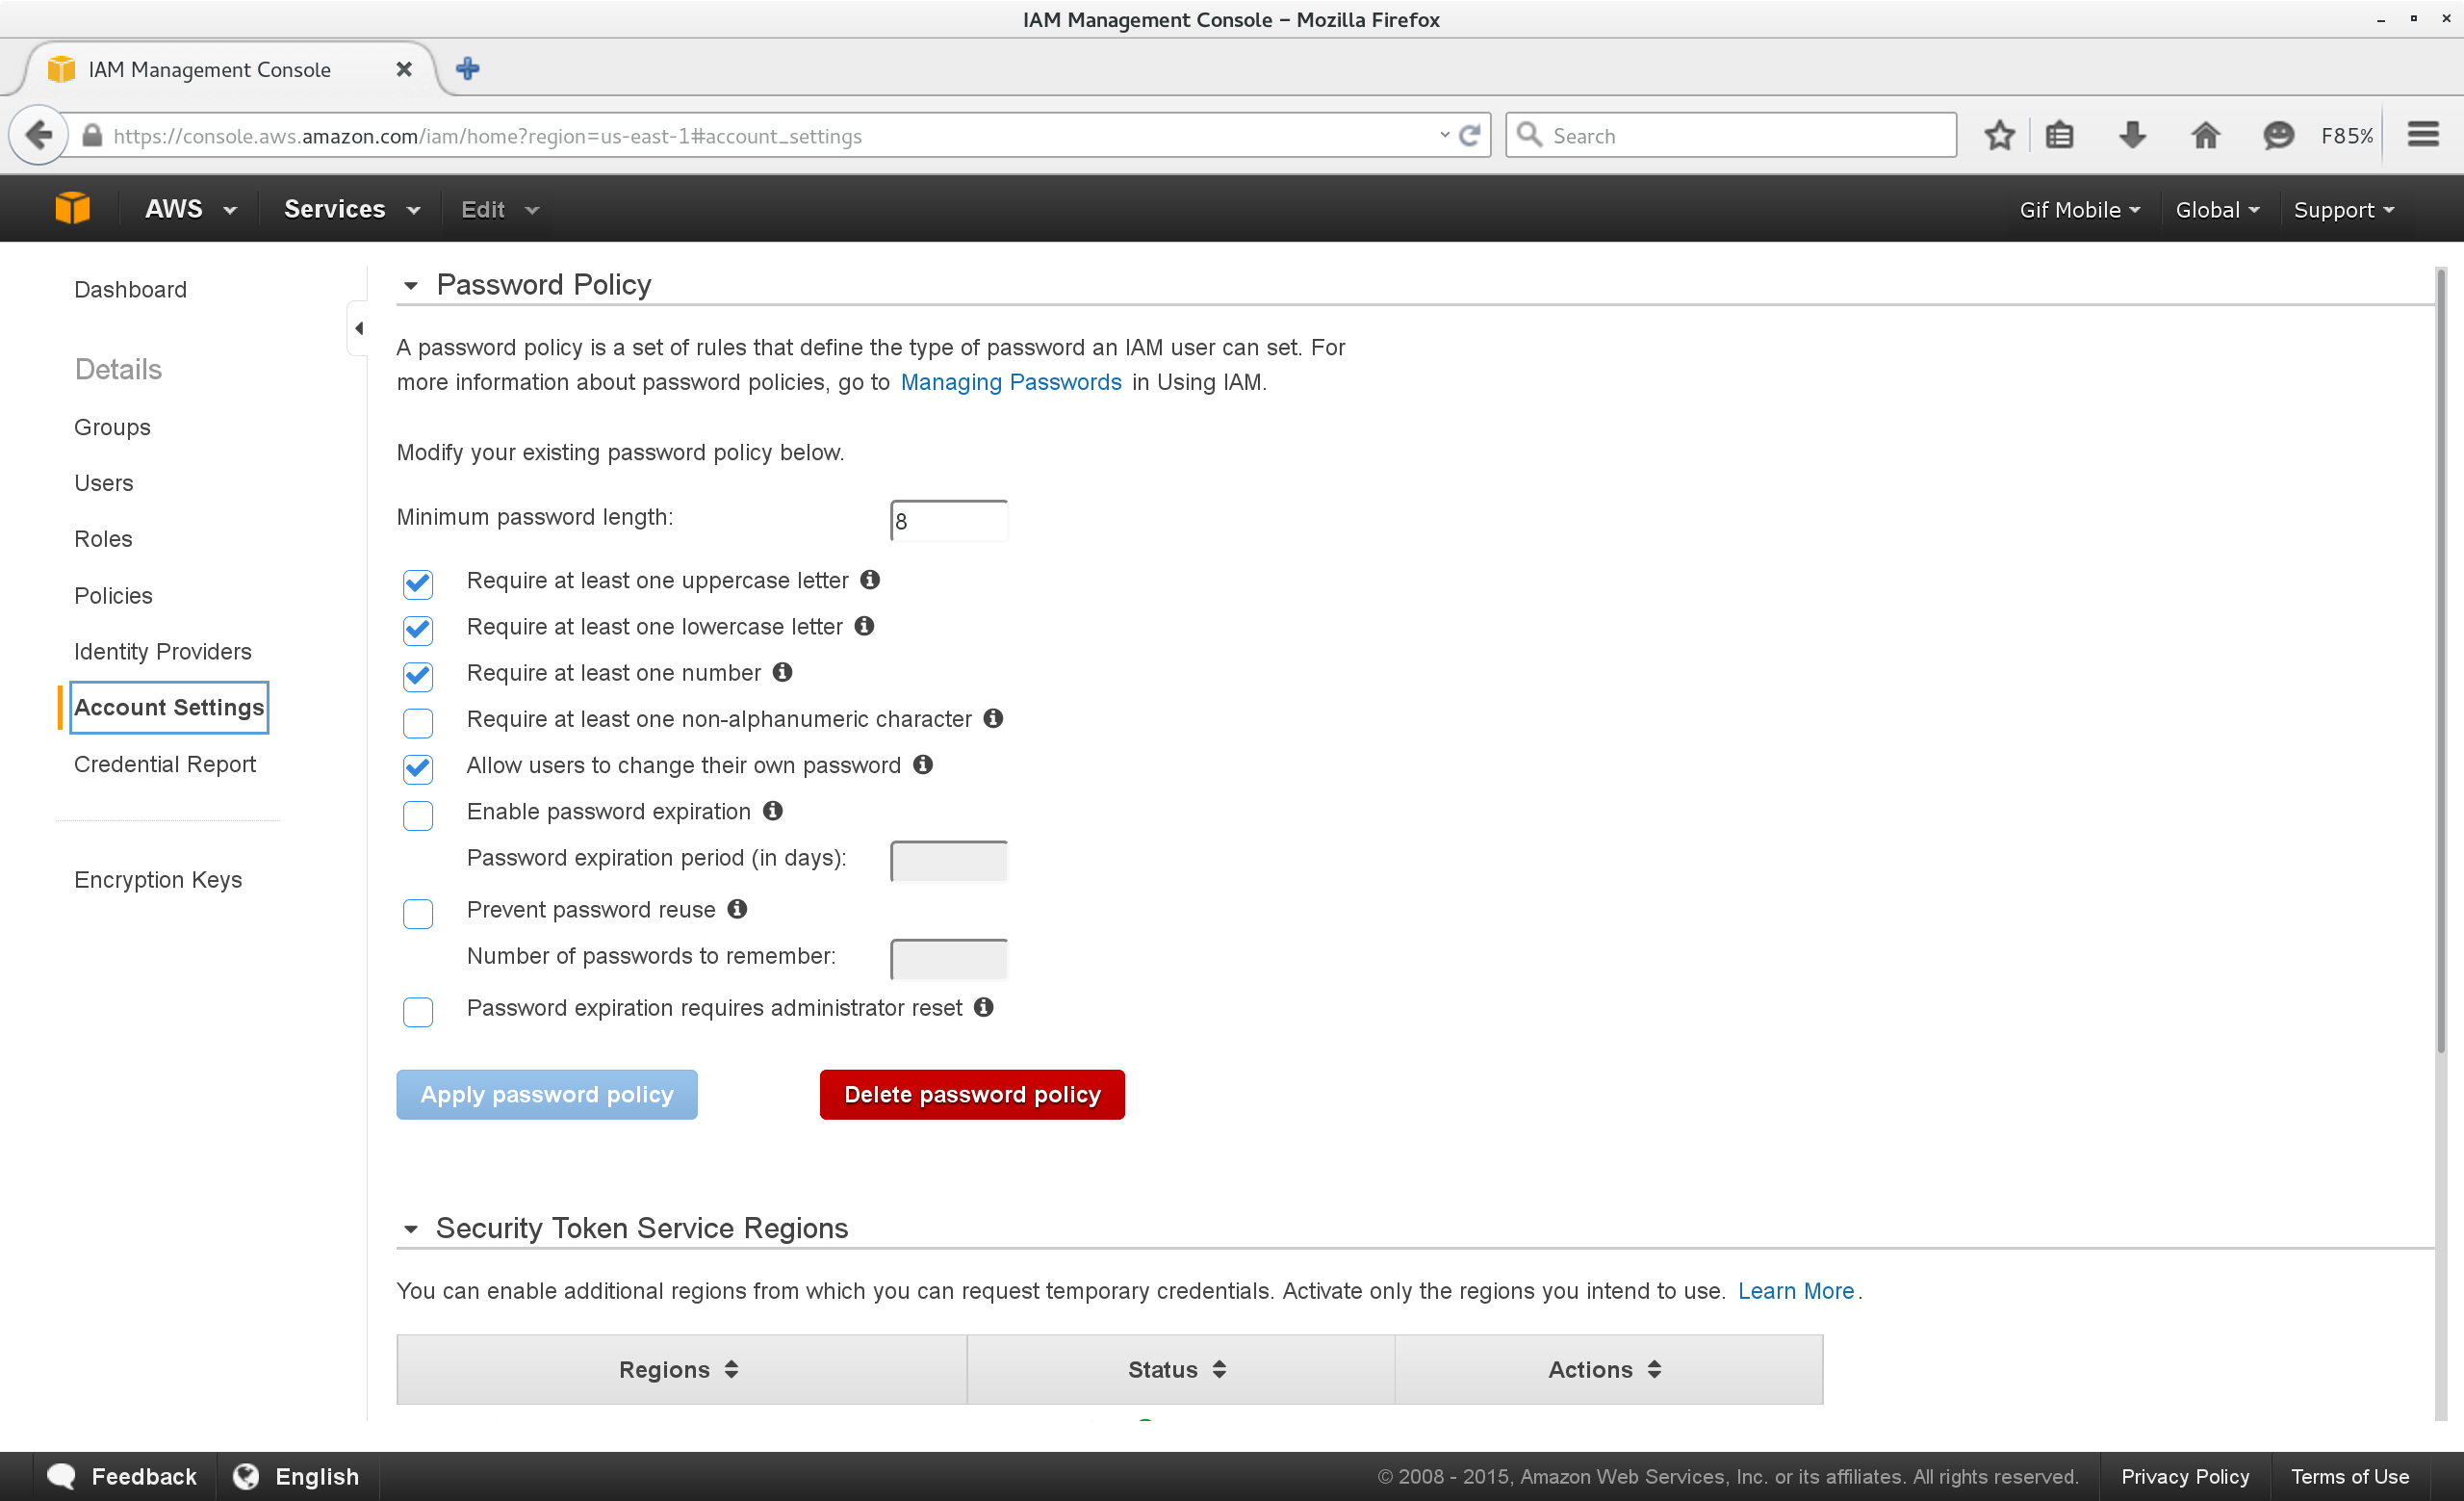 IAM Management Console – Mozilla Firefox
IAM Management Console
https://console.aws.amazon.com/iam/home?region=us-east-1#account_settings
Search
F85%
AWS
Services
Edit
Gif Mobile
Global
Support
Dashboard
Details
Groups
Users
Roles
Policies
Identity Providers
Account Settings
Credential Report
Encryption Keys
Password Policy
A password policy is a set of rules that define the type of password an IAM user can set. For
more information about password policies, go to Managing Passwords in Using IAM.
Modify your existing password policy below.
Minimum password length: 8
Require at least one uppercase letter
Require at least one lowercase letter
Require at least one number
Require at least one non-alphanumeric character
Allow users to change their own password
Enable password expiration
Password expiration period (in days):
Prevent password reuse
Number of passwords to remember:
Password expiration requires administrator reset
Apply password policy
Delete password policy
Security Token Service Regions
You can enable additional regions from which you can request temporary credentials. Activate only the regions you intend to use. Learn More.
Regions
Status
Actions
Feedback
English
© 2008 - 2015, Amazon Web Services, Inc. or its affiliates. All rights reserved.
Privacy Policy
Terms of Use